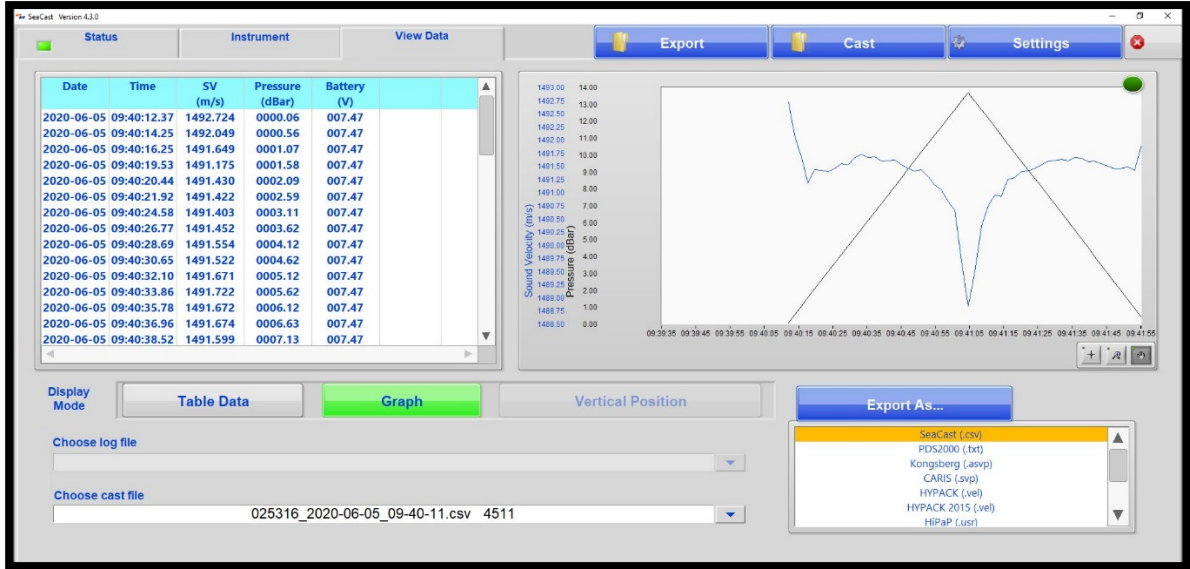 SeaCast Version 4.3.0
Status Instrument View Data Export Cast Settings
Date Time SV Pressure Battery
(m/s) (dBar) (V)
2020-06-05 09:40:12.37 1492.724 0000.06 007.47
2020-06-05 09:40:14.25 1492.049 0000.56 007.47
2020-06-05 09:40:16.25 1491.649 0001.07 007.47
2020-06-05 09:40:19.53 1491.175 0001.58 007.47
2020-06-05 09:40:20.44 1491.430 0002.09 007.47
2020-06-05 09:40:21.92 1491.422 0002.59 007.47
2020-06-05 09:40:24.58 1491.403 0003.11 007.47
2020-06-05 09:40:26.77 1491.452 0003.62 007.47
2020-06-05 09:40:28.69 1491.554 0004.12 007.47
2020-06-05 09:40:30.65 1491.522 0004.62 007.47
2020-06-05 09:40:32.10 1491.671 0005.12 007.47
2020-06-05 09:40:33.86 1491.722 0005.62 007.47
2020-06-05 09:40:35.78 1491.672 0006.12 007.47
2020-06-05 09:40:36.96 1491.674 0006.63 007.47
2020-06-05 09:40:38.52 1491.599 0007.13 007.47
Sound Velocity (m/s)
1493.00
1492.75
1492.50
1492.25
1492.00
1491.75
1491.50
1491.25
1491.00
1490.75
1490.50
1490.25
1490.00
1489.75
1489.50
1489.25
1489.00
1488.75
1488.50
Pressure (dBar)
14.00
13.00
12.00
11.00
10.00
9.00
8.00
7.00
6.00
5.00
4.00
3.00
2.00
1.00
0.00
09:39:35 09:39:45 09:39:55 09:40:05 09:40:15 09:40:25 09:40:35 09:40:45 09:40:55 09:41:05 09:41:15 09:41:25 09:41:35 09:41:45 09:41:55
Display
Mode
Table Data Graph Vertical Position
Choose log file
Choose cast file
025316_2020-06-05_09-40-11.csv 4511
Export As...
SeaCast (.csv)
PDS2000 (.txt)
Kongsberg (.asvp)
CARIS (.svp)
HYPACK (.vel)
HYPACK 2015 (.vel)
HiPaP (.usr)